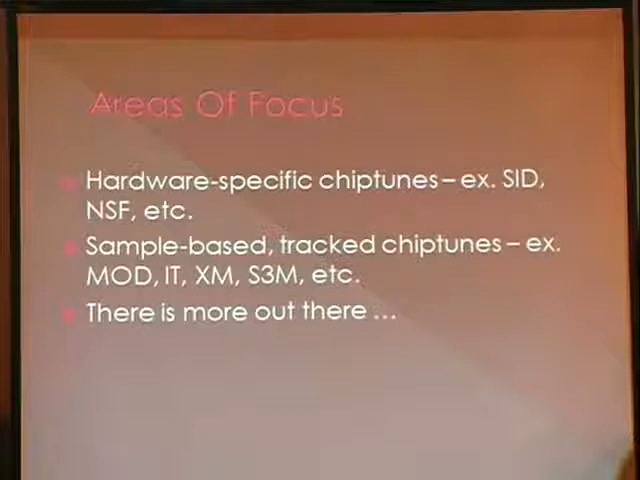 Areas Of Focus
Hardware-specific chiptunes – ex. SID,
NSF, etc.
Sample-based, tracked chiptunes – ex.
MOD, IT, XM, S3M, etc.
There is more out there ...